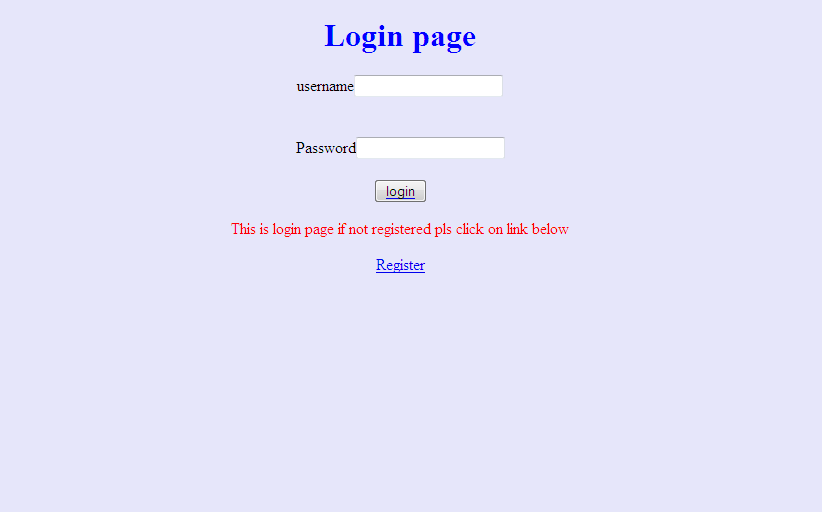 Login page
username
Password
login
This is login page if not registered pls click on link below
Register